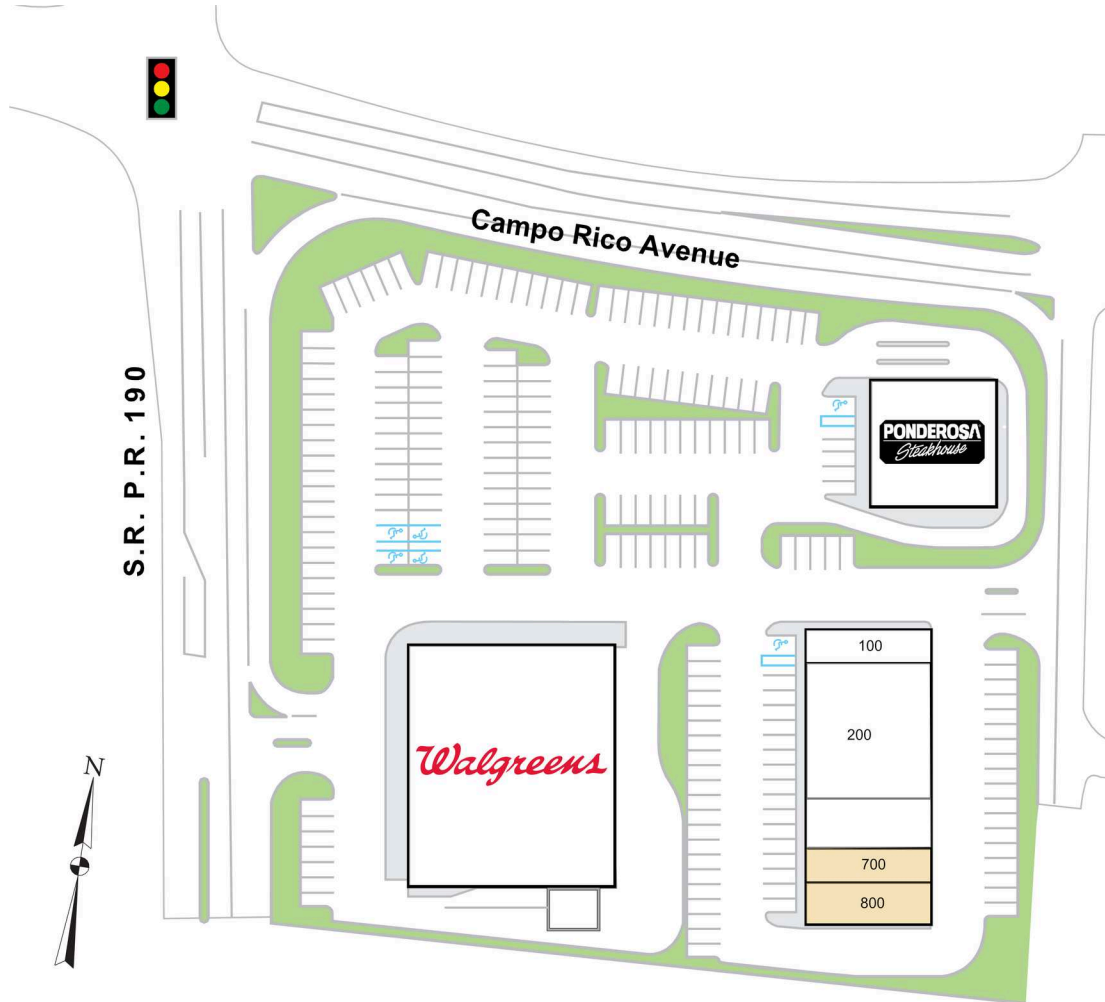 Campo Rico Avenue
S.R. P.R. 190
PONDEROSA
Steakhouse
100
Walgreens
200
700
800
N